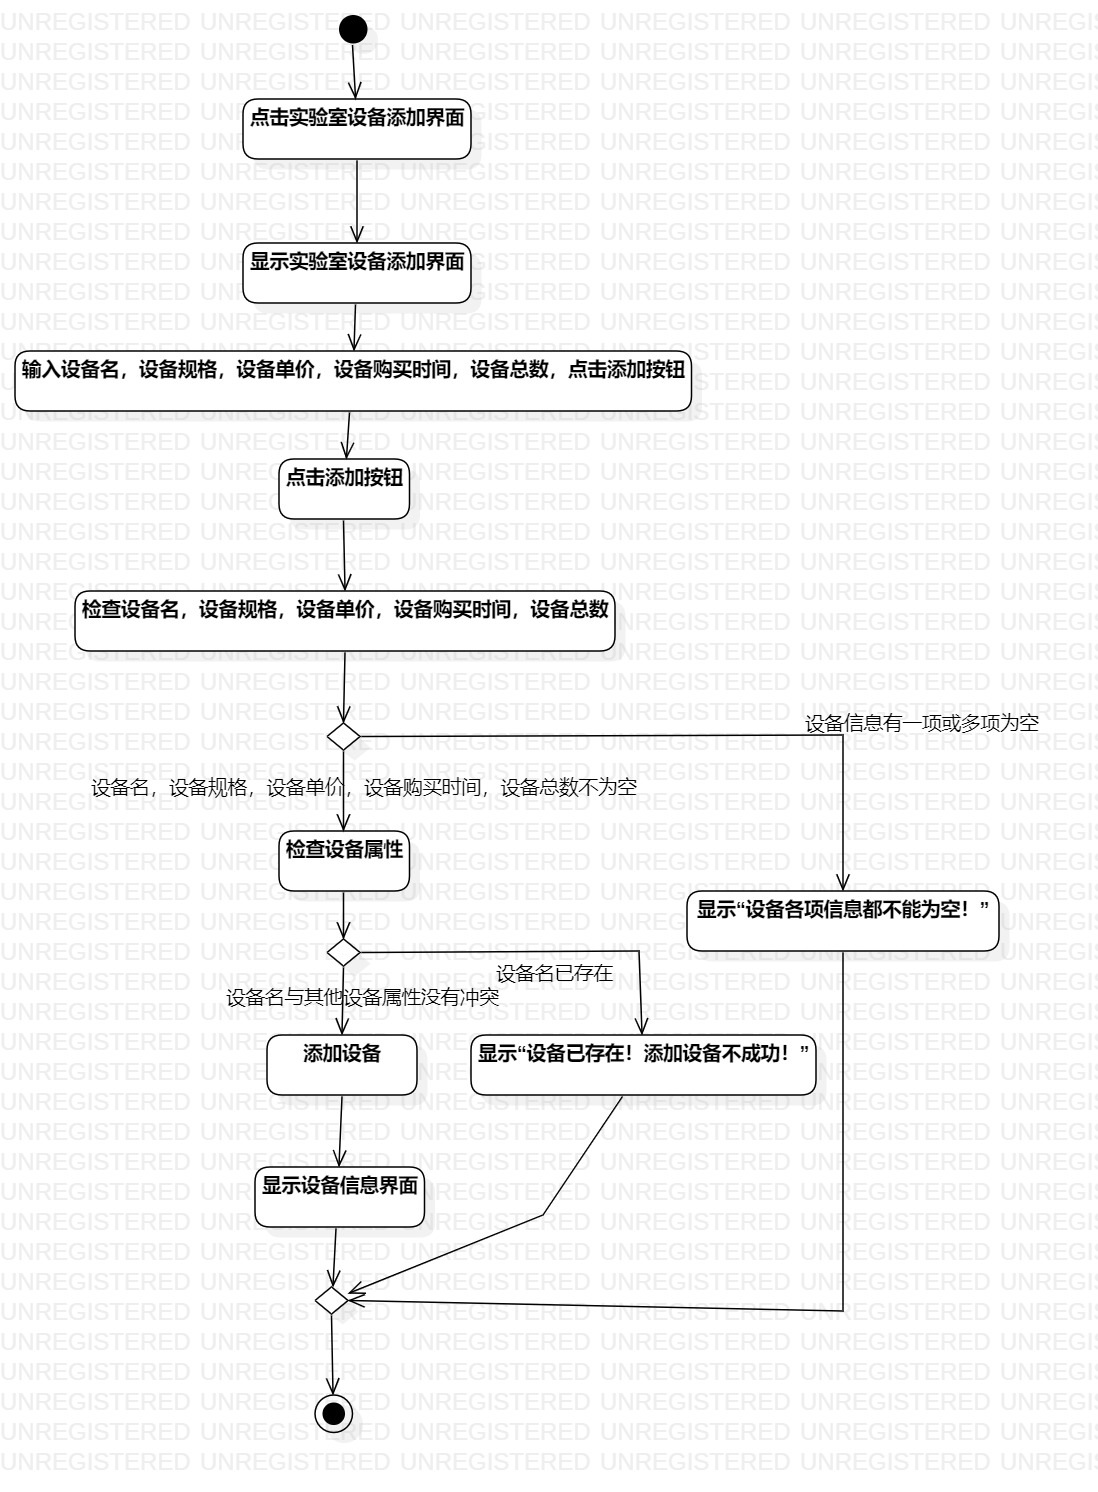 点击实验室设备添加界面
显示实验室设备添加界面
输入设备名，设备规格，设备单价，设备购买时间，设备总数，点击添加按钮
点击添加按钮
检查设备名，设备规格，设备单价，设备购买时间，设备总数
设备信息有一项或多项为空
设备名，设备规格，设备单价，设备购买时间，设备总数不为空
检查设备属性
显示“设备各项信息都不能为空！”
设备名已存在
设备名与其他设备属性没有冲突
添加设备
显示“设备已存在！添加设备不成功！”
显示设备信息界面
UNREGISTERED